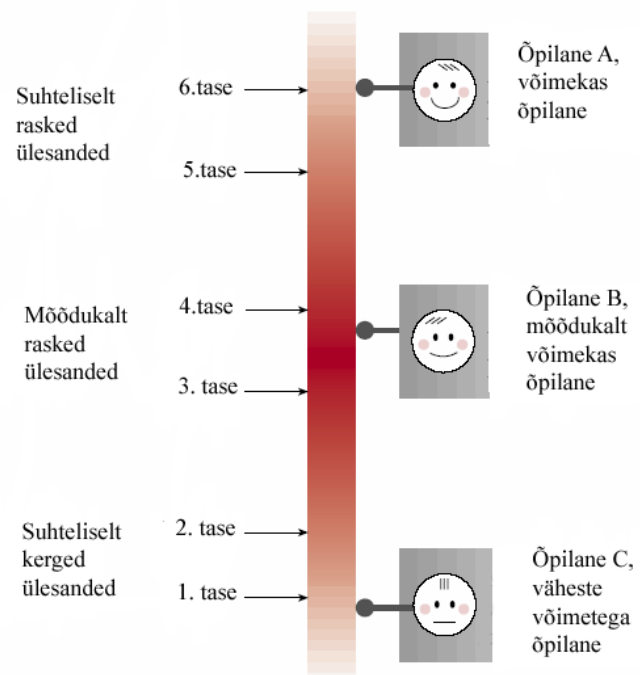 Suhteliselt
rasked
ülesanded
6.tase
5.tase
Õpilane A,
võimekas
õpilane
Mõõdukalt
rasked
ülesanded
4.tase
3. tase
Õpilane B,
mõõdukalt
võimekas
õpilane
Suhteliselt
kerged
ülesanded
2. tase
1. tase
Õpilane C,
väheste
võimetega
õpilane